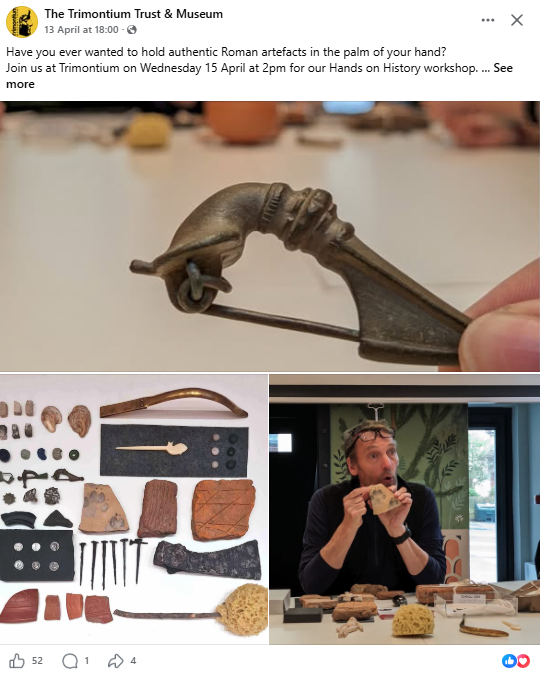 The Trimontium Trust & Museum
13 April at 18:00 ·
Have you ever wanted to hold authentic Roman artefacts in the palm of your hand?
Join us at Trimontium on Wednesday 15 April at 2pm for our Hands on History workshop. ... See
more
52
1
4